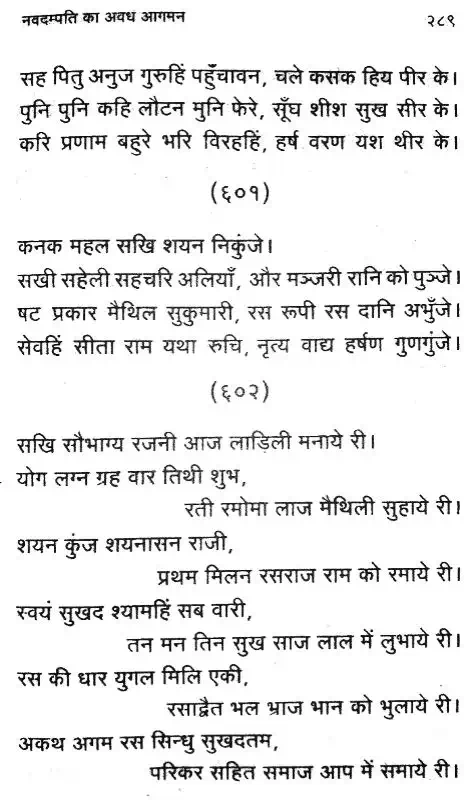 नवदम्पति का अवध आगमन २८९
सह पितु अनुज गुरुहिं पहुँचावन, चले कसक हिय पीर के।
पुनि पुनि कहि लौटन मुनि फेरे, सूँघ शीश सुख सीर के।
करि प्रणाम बहुरे भरि विरहहिं, हर्ष वरण यश थीर के।
(६०१)
कनक महल सखि शयन निकुंजे।
सखी सहेली सहचरि अलियाँ, और मञ्जरी रानि को पुञ्जे।
षट प्रकार मैथिल सुकुमारी, रस रूपी रस दानि अभुँजे।
सेवहिं सीता राम यथा रुचि, नृत्य वाद्य हर्षण गुणगुंजे।
(६०२)
सखि सौभाग्य रजनी आज लाड़िली मनाये री।
योग लग्न ग्रह वार तिथी शुभ,
रती रमोमा लाज मैथिली सुहाये री।
शयन कुंज शयनासन राजी,
प्रथम मिलन रसराज राम को रमाये री।
स्वयं सुखद श्यामहिं सब वारी,
तन मन तिन सुख साज लाल में लुभाये री।
रस की धार युगल मिलि एकी,
रसाद्वैत भल भ्राज भान को भुलाये री।
अकथ अगम रस सिन्धु सुखदतम,
परिकर सहित समाज आप में समाये री।